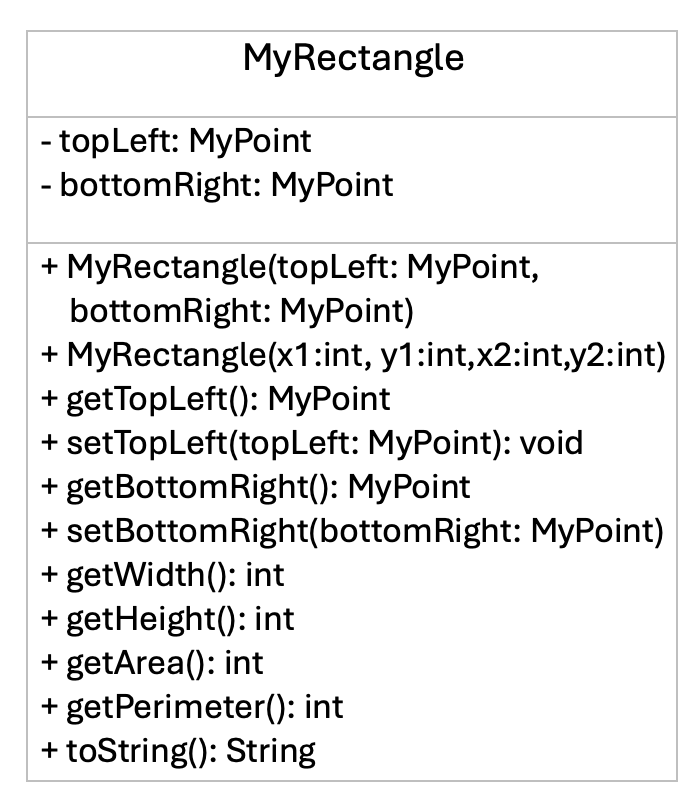 MyRectangle
- topLeft: MyPoint
- bottomRight: MyPoint
+ MyRectangle(topLeft: MyPoint,
bottomRight: MyPoint)
+ MyRectangle(x1:int, y1:int,x2:int,y2:int)
+ getTopLeft(): MyPoint
+ setTopLeft(topLeft: MyPoint): void
+ getBottomRight(): MyPoint
+ setBottomRight(bottomRight: MyPoint)
+ getWidth(): int
+ getHeight(): int
+ getArea(): int
+ getPerimeter(): int
+ toString(): String